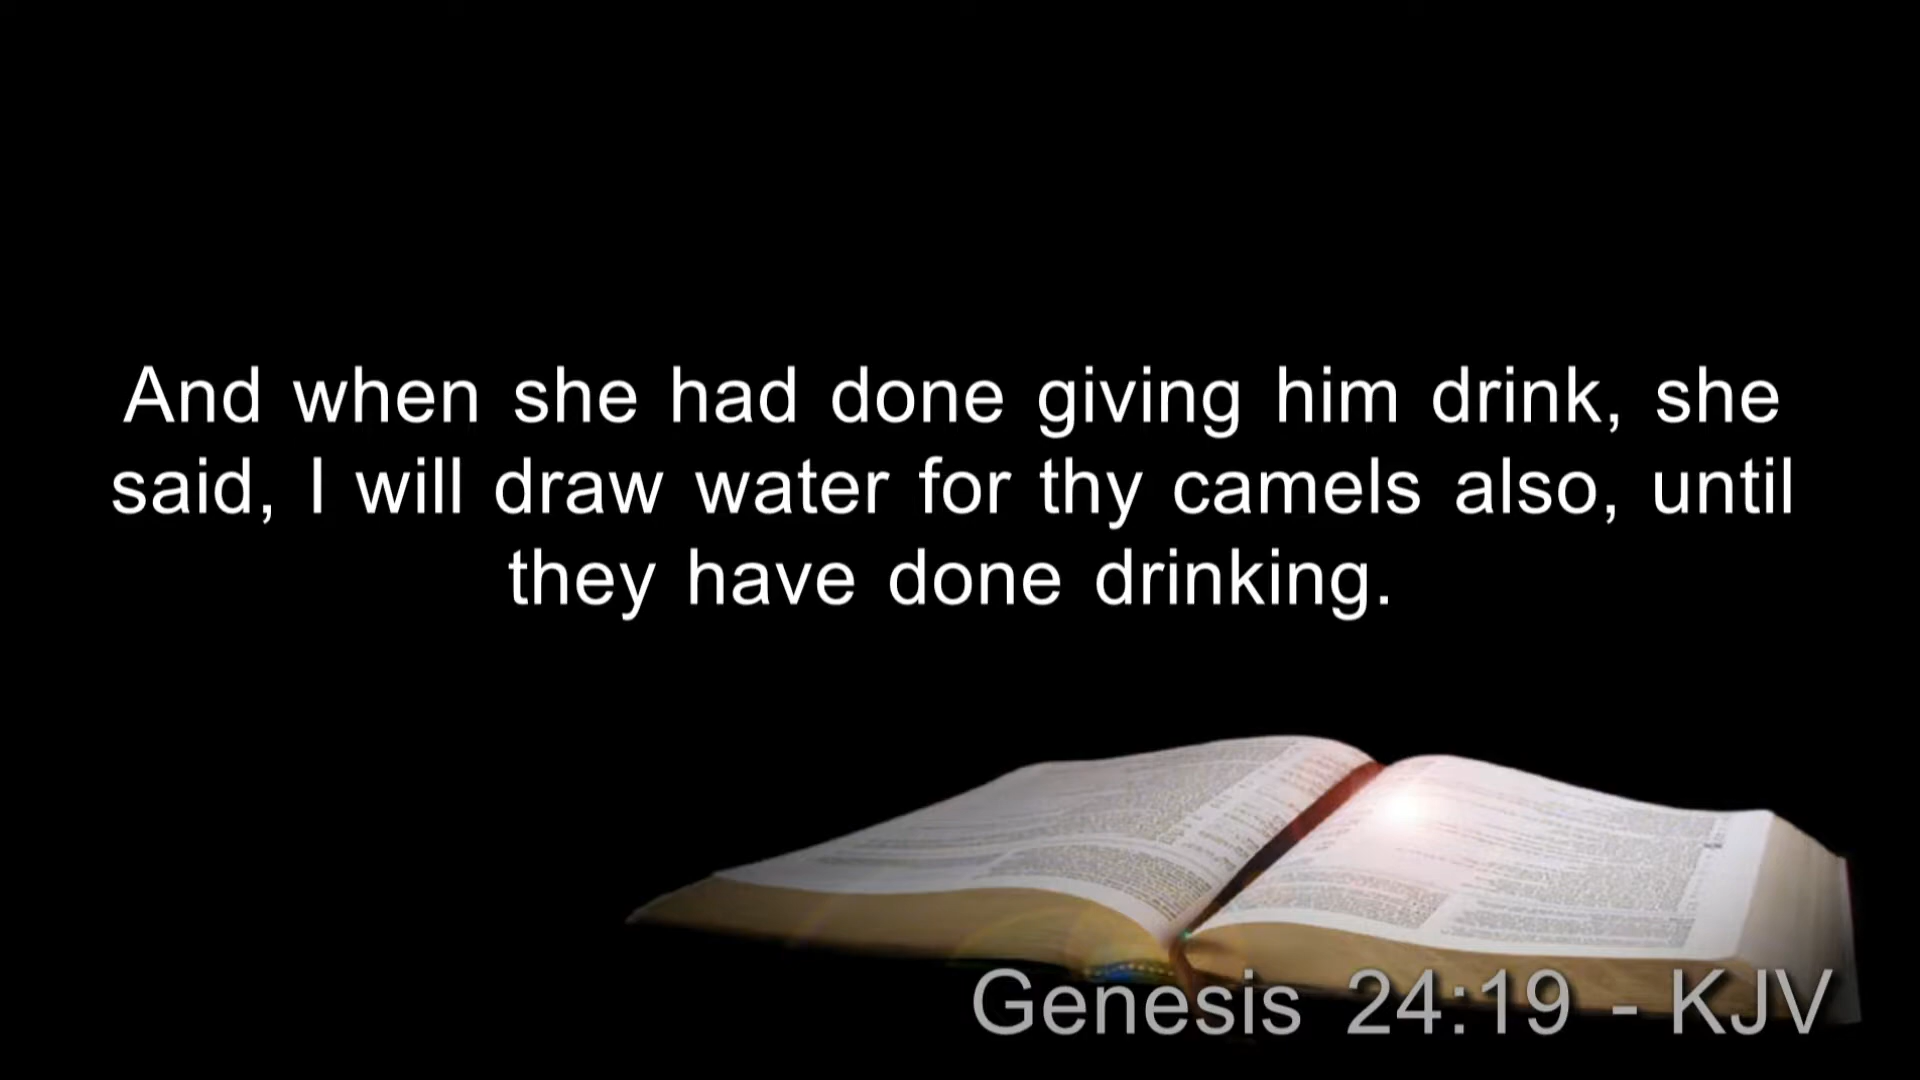 And when she had done giving him drink, she
said, I will draw water for thy camels also, until
they have done drinking.
Genesis 24:19 - KJV